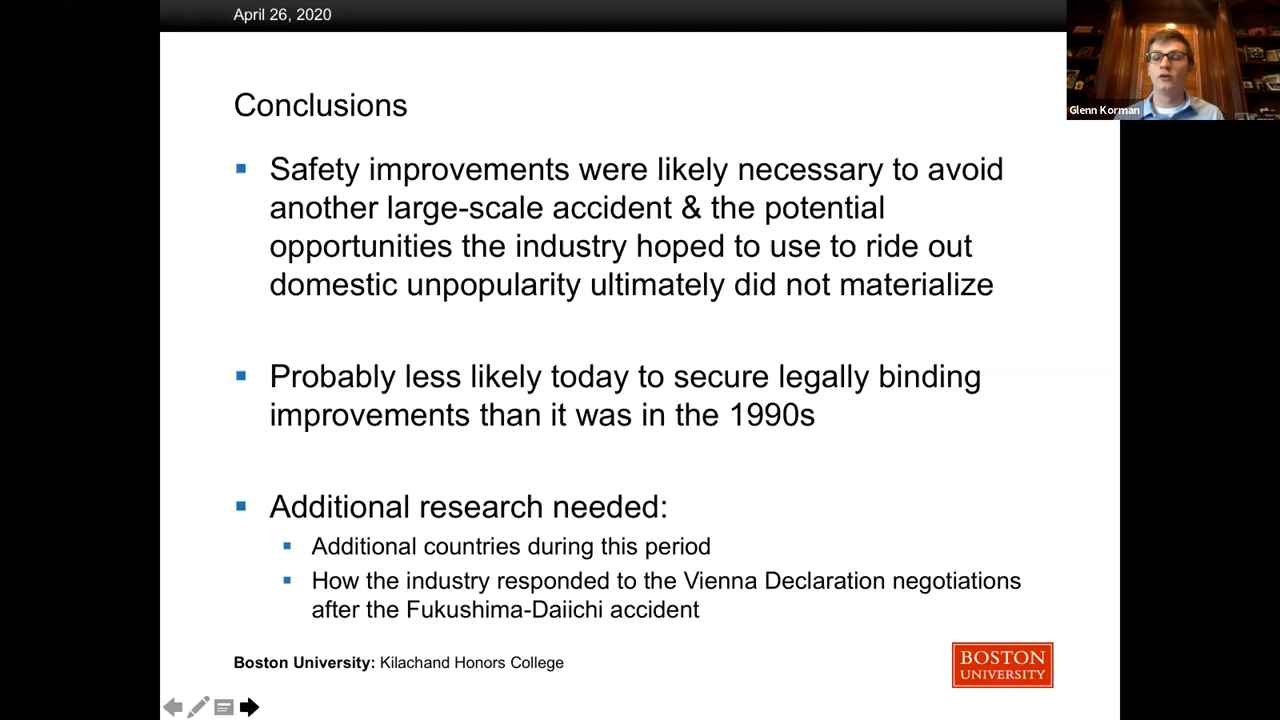 April 26, 2020
Glenn Korman
Conclusions
Safety improvements were likely necessary to avoid
another large-scale accident & the potential
opportunities the industry hoped to use to ride out
domestic unpopularity ultimately did not materialize
Probably less likely today to secure legally binding
improvements than it was in the 1990s
Additional research needed:
Additional countries during this period
How the industry responded to the Vienna Declaration negotiations
after the Fukushima-Daiichi accident
Boston University: Kilachand Honors College
BOSTON
UNIVERSITY